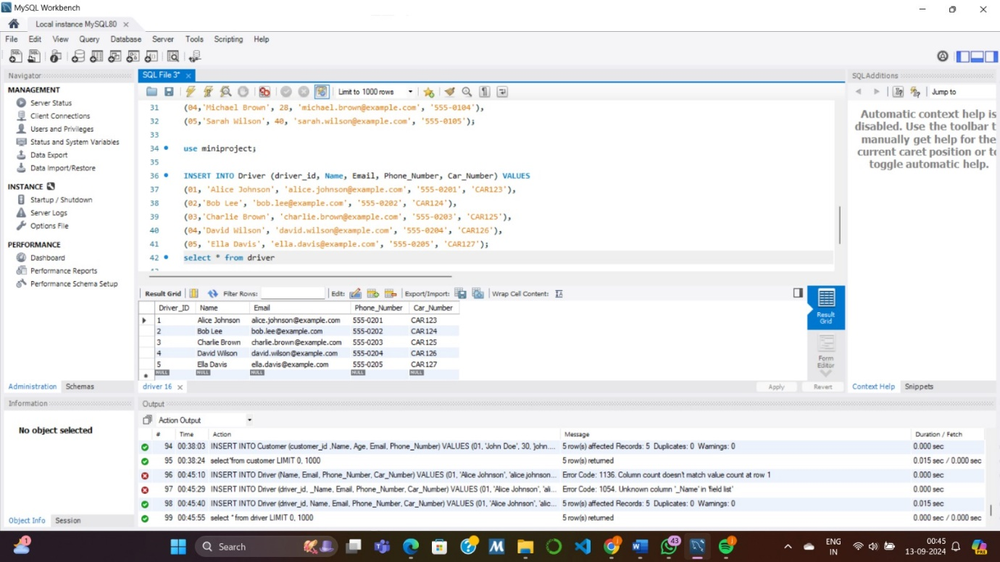 MySQL Workbench
Local instance MySQL80
File Edit View Query Database Server Tools Scripting Help
Navigator
MANAGEMENT
Server Status
Client Connections
Users and Privileges
Status and System Variables
Data Export
Data Import/Restore
INSTANCE
Startup / Shutdown
Server Logs
Options File
PERFORMANCE
Dashboard
Performance Reports
Performance Schema Setup
Administration Schemas
Information
No object selected
Object Info Session
SQL File 3*
Limit to 1000 rows
31 (04,'Michael Brown', 28, 'michael.brown@example.com', '555-0104'),
32 (05,'Sarah Wilson', 40, 'sarah.wilson@example.com', '555-0105');
33
34 use miniproject;
35
36 INSERT INTO Driver (driver_id, Name, Email, Phone_Number, Car_Number) VALUES
37 (01, 'Alice Johnson', 'alice.johnson@example.com', '555-0201', 'CAR123'),
38 (02,'Bob Lee', 'bob.lee@example.com', '555-0202', 'CAR124'),
39 (03,'Charlie Brown', 'charlie.brown@example.com', '555-0203', 'CAR125'),
40 (04,'David Wilson', 'david.wilson@example.com', '555-0204', 'CAR126'),
41 (05, 'Ella Davis', 'ella.davis@example.com', '555-0205', 'CAR127');
42 select * from driver
Result Grid Filter Rows: Edit: Export/Import: Wrap Cell Content:
Driver_ID Name Email Phone_Number Car_Number
1 Alice Johnson alice.johnson@example.com 555-0201 CAR123
2 Bob Lee bob.lee@example.com 555-0202 CAR124
3 Charlie Brown charlie.brown@example.com 555-0203 CAR125
4 David Wilson david.wilson@example.com 555-0204 CAR126
5 Ella Davis ella.davis@example.com 555-0205 CAR127
NULL NULL NULL NULL NULL
Result Grid
Form Editor
driver 16
Apply Revert
Output
Action Output
# Time Action Message Duration / Fetch
94 00:38:03 INSERT INTO Customer (customer_id ,Name, Age, Email, Phone_Number) VALUES (01, 'John Doe', 30, 'john.... 5 row(s) affected Records: 5 Duplicates: 0 Warnings: 0 0.000 sec
95 00:38:24 select*from customer LIMIT 0, 1000 5 row(s) returned 0.015 sec / 0.000 sec
96 00:45:10 INSERT INTO Driver (Name, Email, Phone_Number, Car_Number) VALUES (01, 'Alice Johnson', 'alice.johnson... Error Code: 1136. Column count doesn't match value count at row 1 0.000 sec
97 00:45:29 INSERT INTO Driver (driver_id, _Name, Email, Phone_Number, Car_Number) VALUES (01, 'Alice Johnson', 'ali... Error Code: 1054. Unknown column '_Name' in 'field list' 0.000 sec
98 00:45:40 INSERT INTO Driver (driver_id, Name, Email, Phone_Number, Car_Number) VALUES (01, 'Alice Johnson', 'alic... 5 row(s) affected Records: 5 Duplicates: 0 Warnings: 0 0.015 sec
99 00:45:55 select * from driver LIMIT 0, 1000 5 row(s) returned 0.000 sec / 0.000 sec
SQLAdditions
Jump to
Automatic context help is
disabled. Use the toolbar t
manually get help for the
current caret position or to
toggle automatic help.
Context Help Snippets
1
Search
43
ENG
IN
00:45
13-09-2024
PRE